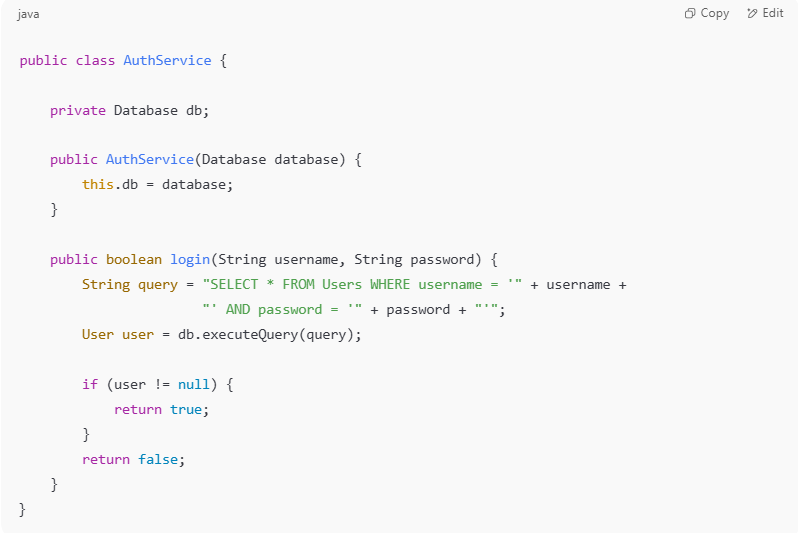 java
Copy Edit
public class AuthService {
private Database db;
public AuthService(Database database) {
this.db = database;
}
public boolean login(String username, String password) {
String query = "SELECT * FROM Users WHERE username = '" + username +
"' AND password = '" + password + "'";
User user = db.executeQuery(query);
if (user != null) {
return true;
}
return false;
}
}